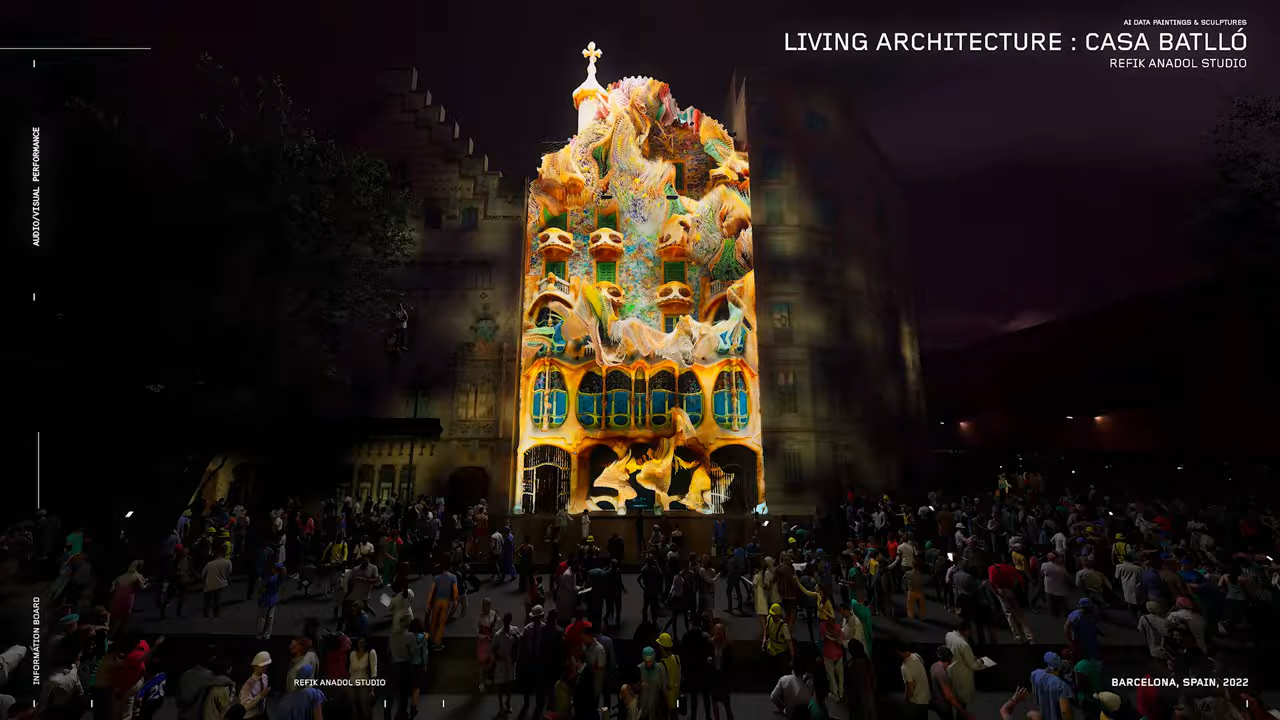 AI DATA PAINTINGS & SCULPTURES
LIVING ARCHITECTURE : CASA BATLLÓ
REFIK ANADOL STUDIO
AUDIO/VISUAL PERFORMANCE
INFORMATION BOARD
REFIK ANADOL STUDIO
BARCELONA, SPAIN, 2022